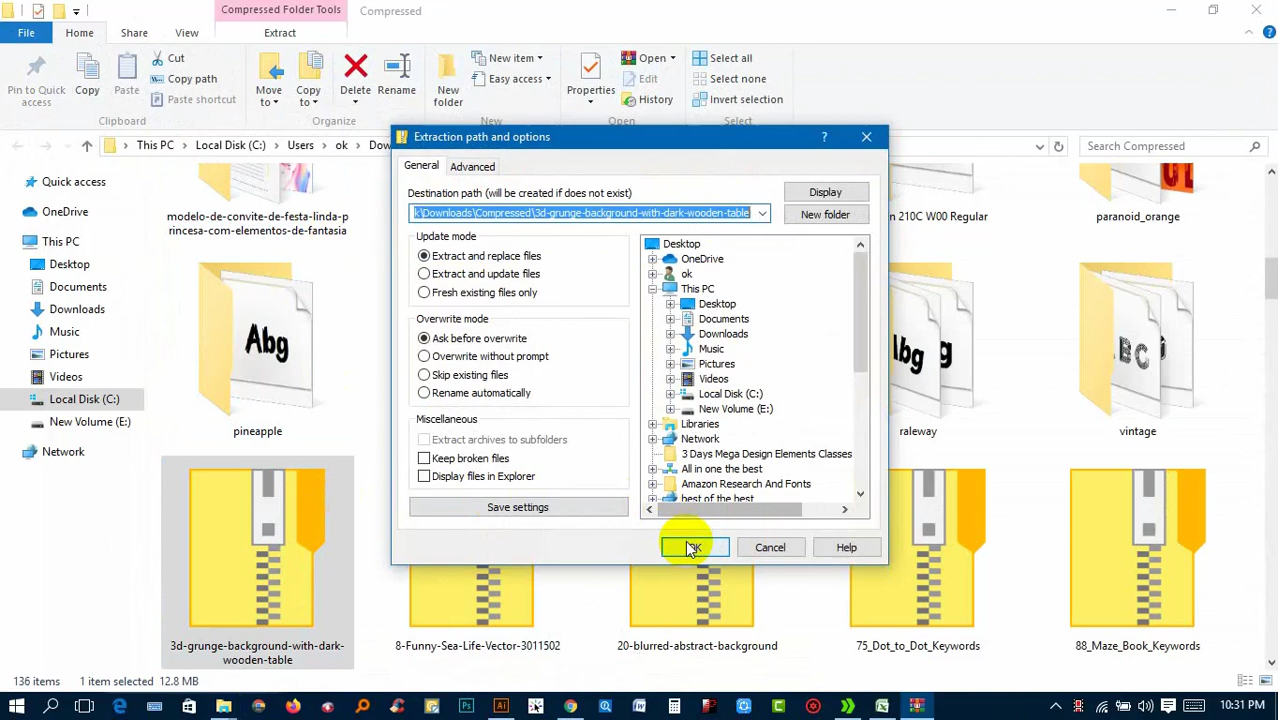 Compressed Folder Tools
Compressed
File
Home
Share
View
Extract
Pin to Quick
access
Copy
Paste
Cut
Copy path
Paste shortcut
Move
to
Copy
to
Delete
Rename
New
folder
New item
Easy access
Properties
Open
Edit
History
Select all
Select none
Invert selection
Clipboard
Organize
New
Open
Select
This PC
Local Disk (C:)
Users
ok
Search Compressed
Quick access
OneDrive
This PC
Desktop
Documents
Downloads
Music
Pictures
Videos
Local Disk (C:)
New Volume (E:)
Network
modelo-de-convite-de-festa-linda-p
rincesa-com-elementos-de-fantasia
210C W00 Regular
paranoid_orange
Abg
pineapple
raleway
vintage
3d-grunge-background-with-dark-
wooden-table
8-Funny-Sea-Life-Vector-3011502
20-blurred-abstract-background
75_Dot_to_Dot_Keywords
88_Maze_Book_Keywords
Extraction path and options
?
General
Advanced
Destination path (will be created if does not exist)
k\Downloads\Compressed\3d-grunge-background-with-dark-wooden-table
Display
New folder
Update mode
Extract and replace files
Extract and update files
Fresh existing files only
Overwrite mode
Ask before overwrite
Overwrite without prompt
Skip existing files
Rename automatically
Miscellaneous
Extract archives to subfolders
Keep broken files
Display files in Explorer
Save settings
Desktop
OneDrive
ok
This PC
Desktop
Documents
Downloads
Music
Pictures
Videos
Local Disk (C:)
New Volume (E:)
Libraries
Network
3 Days Mega Design Elements Classes
All in one the best
Amazon Research And Fonts
best of the best
OK
Cancel
Help
136 items
1 item selected
12.8 MB
Ps
Ai
10:31 PM